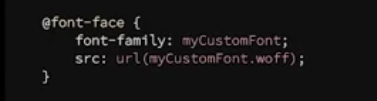 @font-face {
    font-family: myCustomFont;
    src: url(myCustomFont.woff);
}